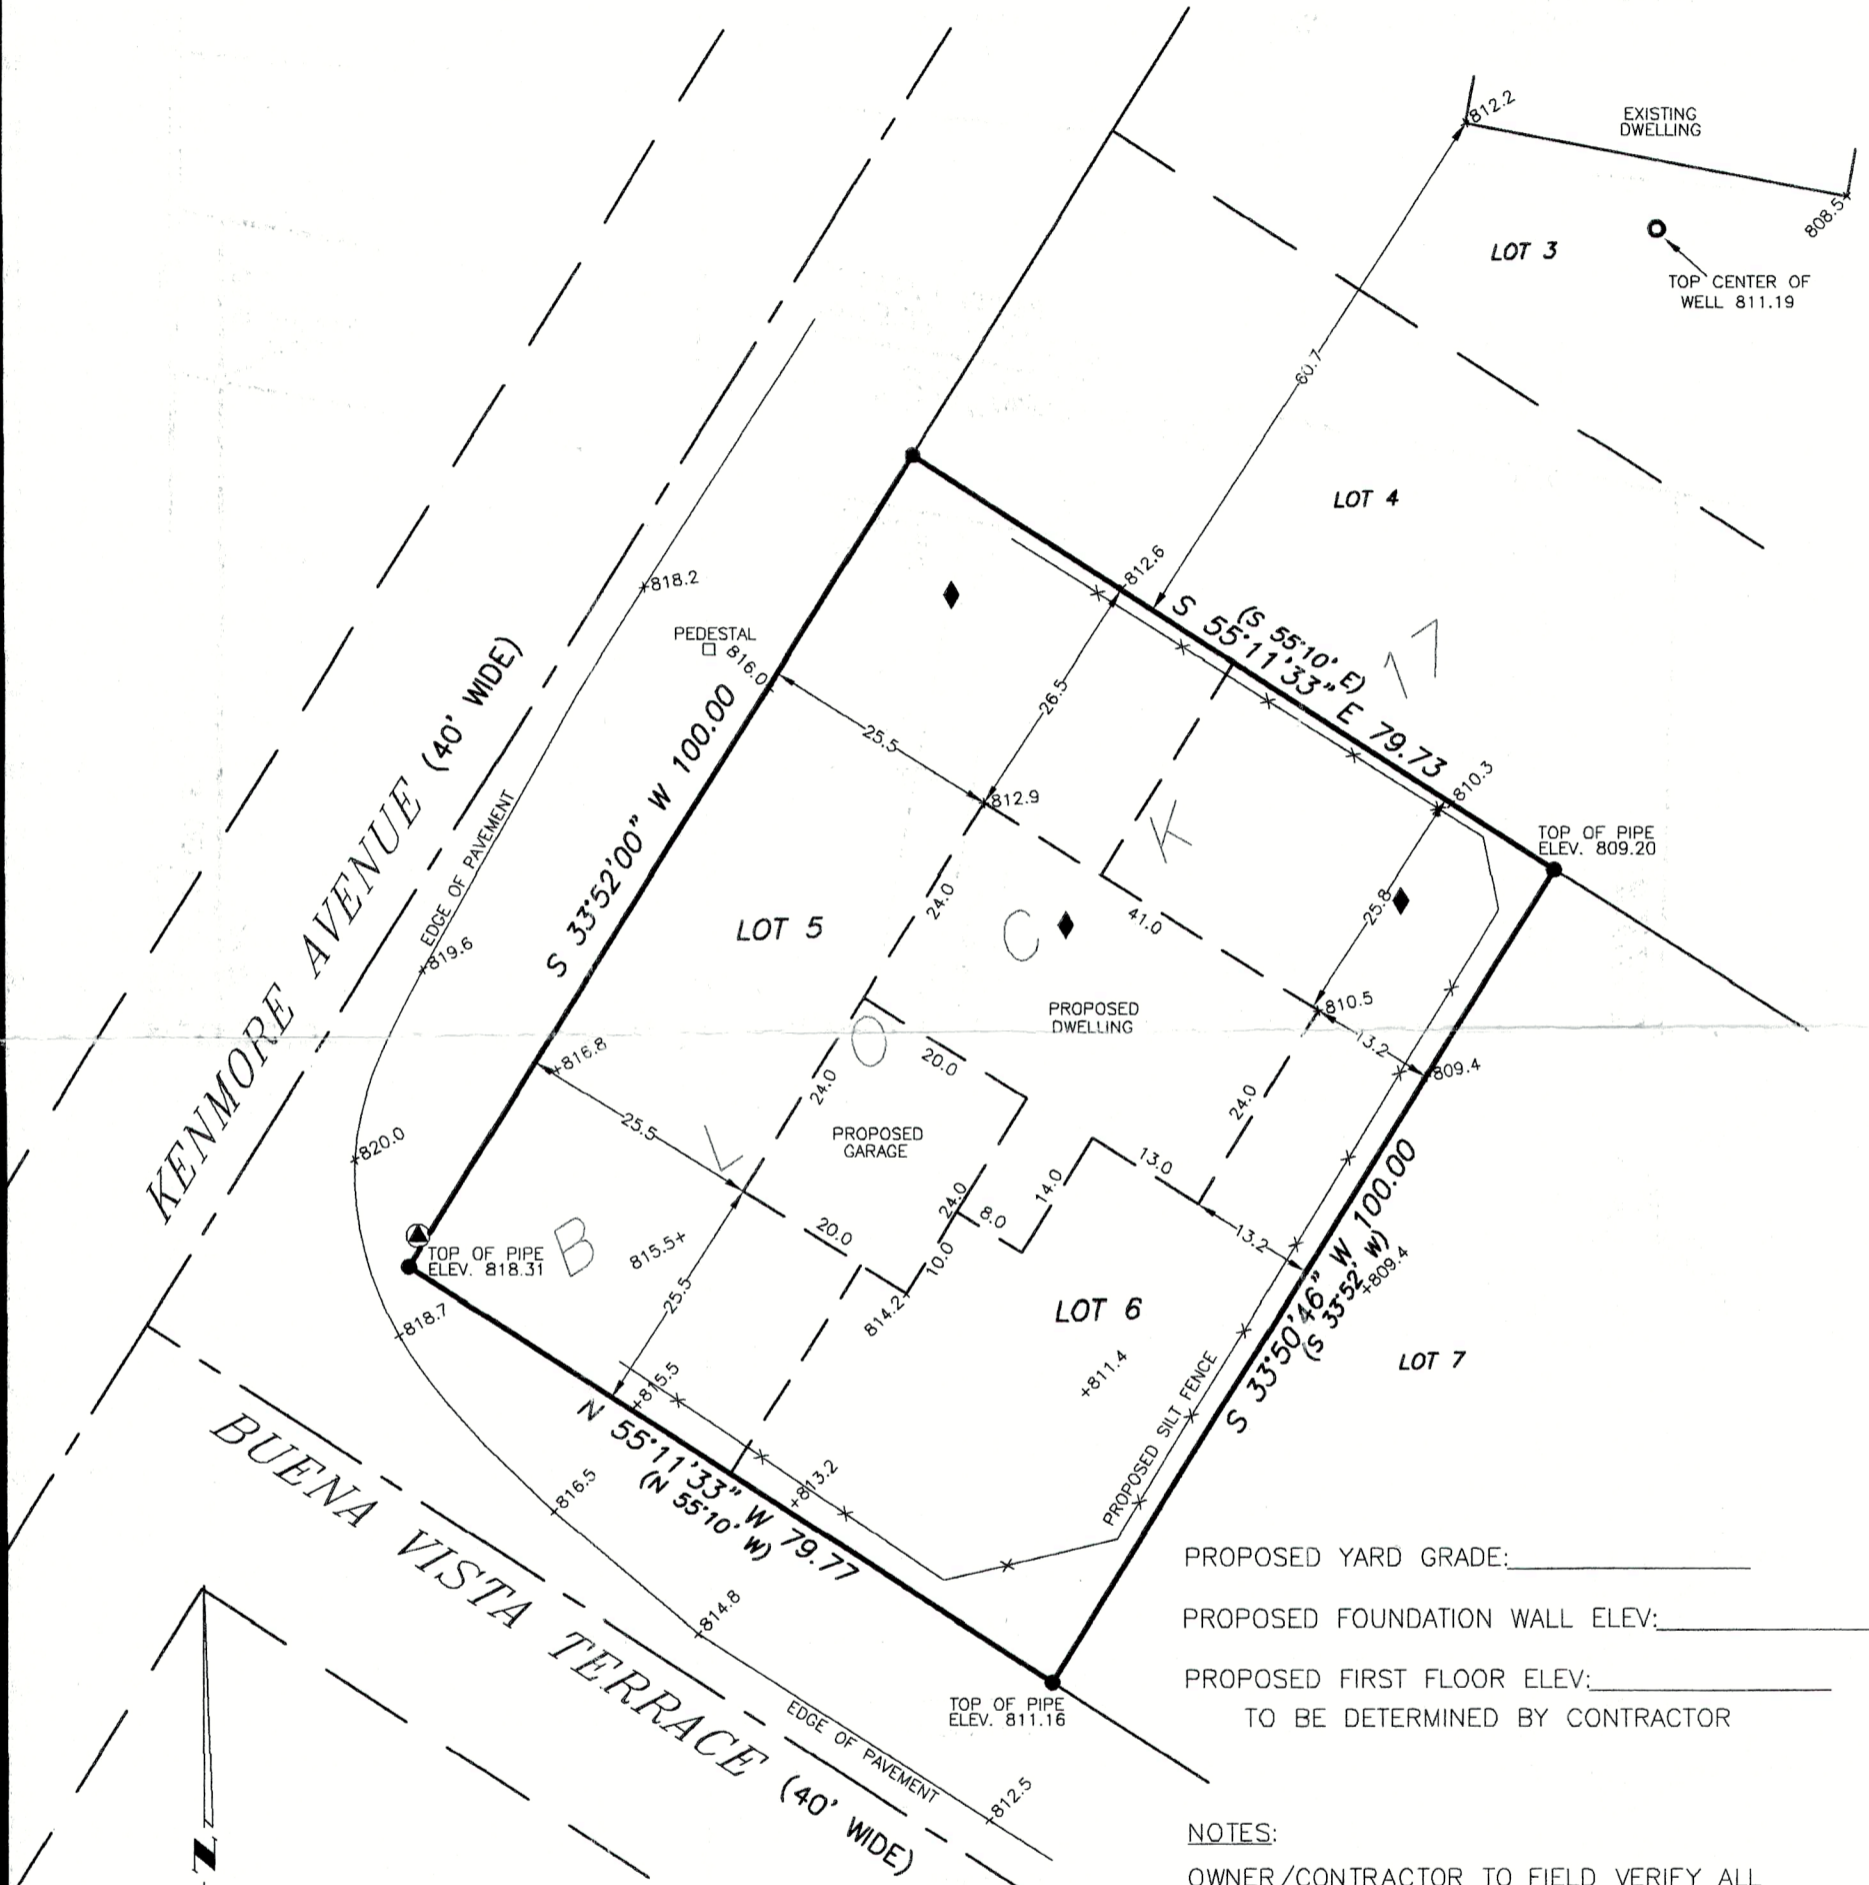 812.2
EXISTING
DWELLING
808.5
LOT 3
TOP CENTER OF
WELL 811.19
60.7
LOT 4
812.6
818.2
PEDESTAL
816.0
S 33°52'00" W 100.00
(S 55°10' E)
S 55°11'33" E 79.73
17
26.5
25.5
812.9
810.3
TOP OF PIPE
ELEV. 809.20
KENMORE AVENUE (40' WIDE)
EDGE OF PAVEMENT
819.6
LOT 5
24.0
K
41.0
25.8
C
PROPOSED
DWELLING
810.5
13.2
809.4
O
20.0
24.0
24.0
816.8
25.5
L
PROPOSED
GARAGE
820.0
13.0
14.0
24.0
8.0
13.2
B
TOP OF PIPE
ELEV. 818.31
815.5
20.0
10.0
25.5
814.2
818.7
LOT 6
811.4
S 33°50'46" W 100.00
(S 33°52' W)
809.4
LOT 7
PROPOSED SILT FENCE
815.5
813.2
N 55°11'33" W 79.77
(N 55°10' W)
816.5
814.8
BUENA VISTA TERRACE (40' WIDE)
EDGE OF PAVEMENT
812.5
TOP OF PIPE
ELEV. 811.16
PROPOSED YARD GRADE:
PROPOSED FOUNDATION WALL ELEV:
PROPOSED FIRST FLOOR ELEV:
TO BE DETERMINED BY CONTRACTOR
N
NOTES:
OWNER/CONTRACTOR TO FIELD VERIFY ALL